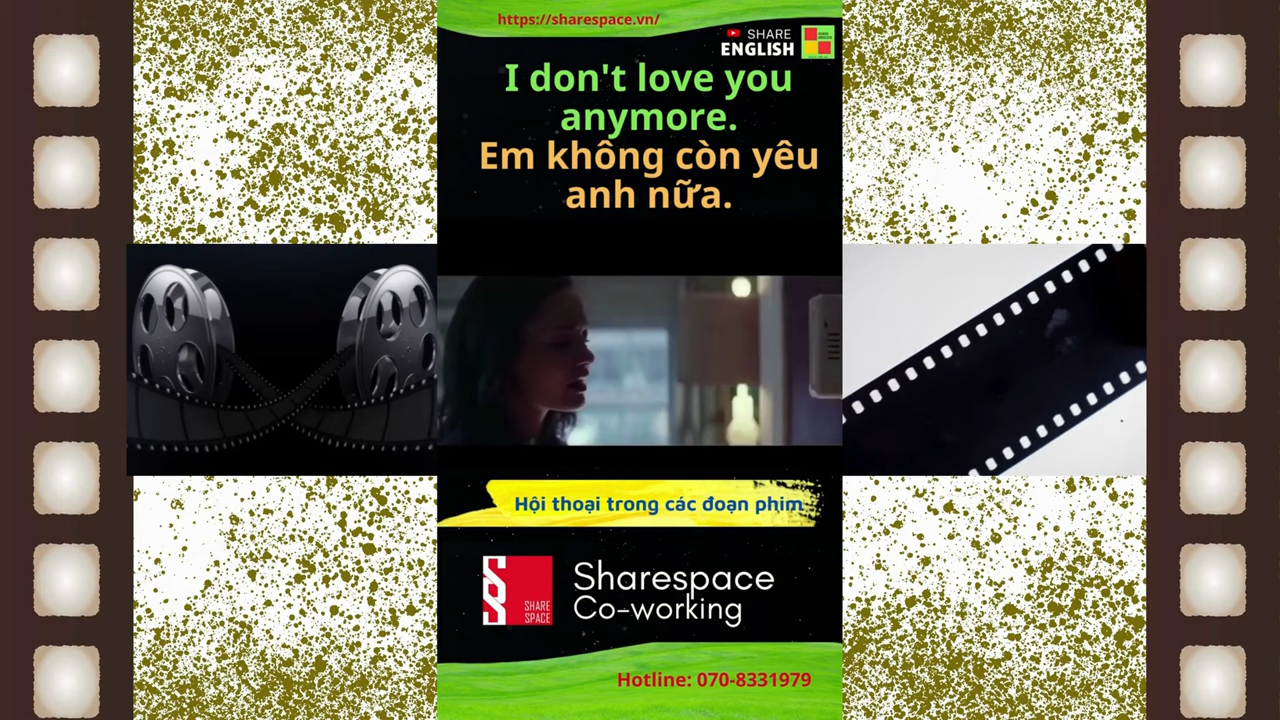 https://sharespace.vn/
SHARE
ENGLISH
I don't love you
anymore.
Em không còn yêu
anh nữa.
Hội thoại trong các đoạn phim
SHARE
SPACE
Sharespace
Co-working
Hotline: 070-8331979